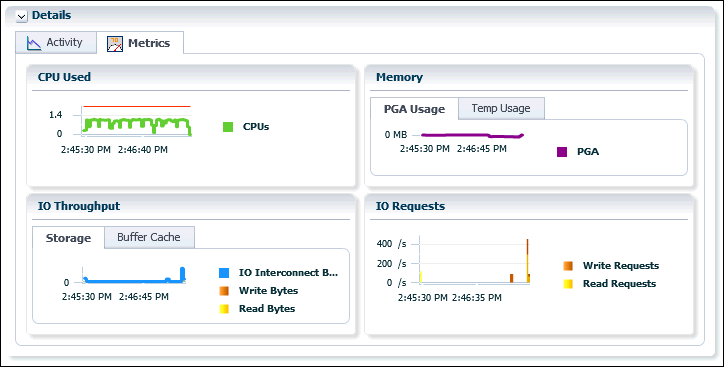 Details
Activity
Metrics
CPU Used
1.4
0
2:45:30 PM 2:46:40 PM
CPUs
Memory
PGA Usage
Temp Usage
0 MB
2:45:30 PM 2:46:45 PM
PGA
IO Throughput
Storage
Buffer Cache
0
2:45:30 PM 2:46:45 PM
IO Interconnect B...
Write Bytes
Read Bytes
IO Requests
400 /s
200 /s
0 /s
2:45:30 PM 2:46:35 PM
Write Requests
Read Requests